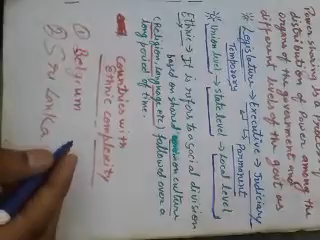 Power sharing is a Process of
distribution of Power among the
organs of the government and
different levels of the govt as
Legislature → Executive → Judiciary
Temporary Permanent
※ Union level → State level → Local level
Ethnic → It is refers to a social division
based on shared culture
(Religion, language etc) followed over a
long period of time.
Countries with
Ethnic complexity
① Belgium
② Sri Lanka